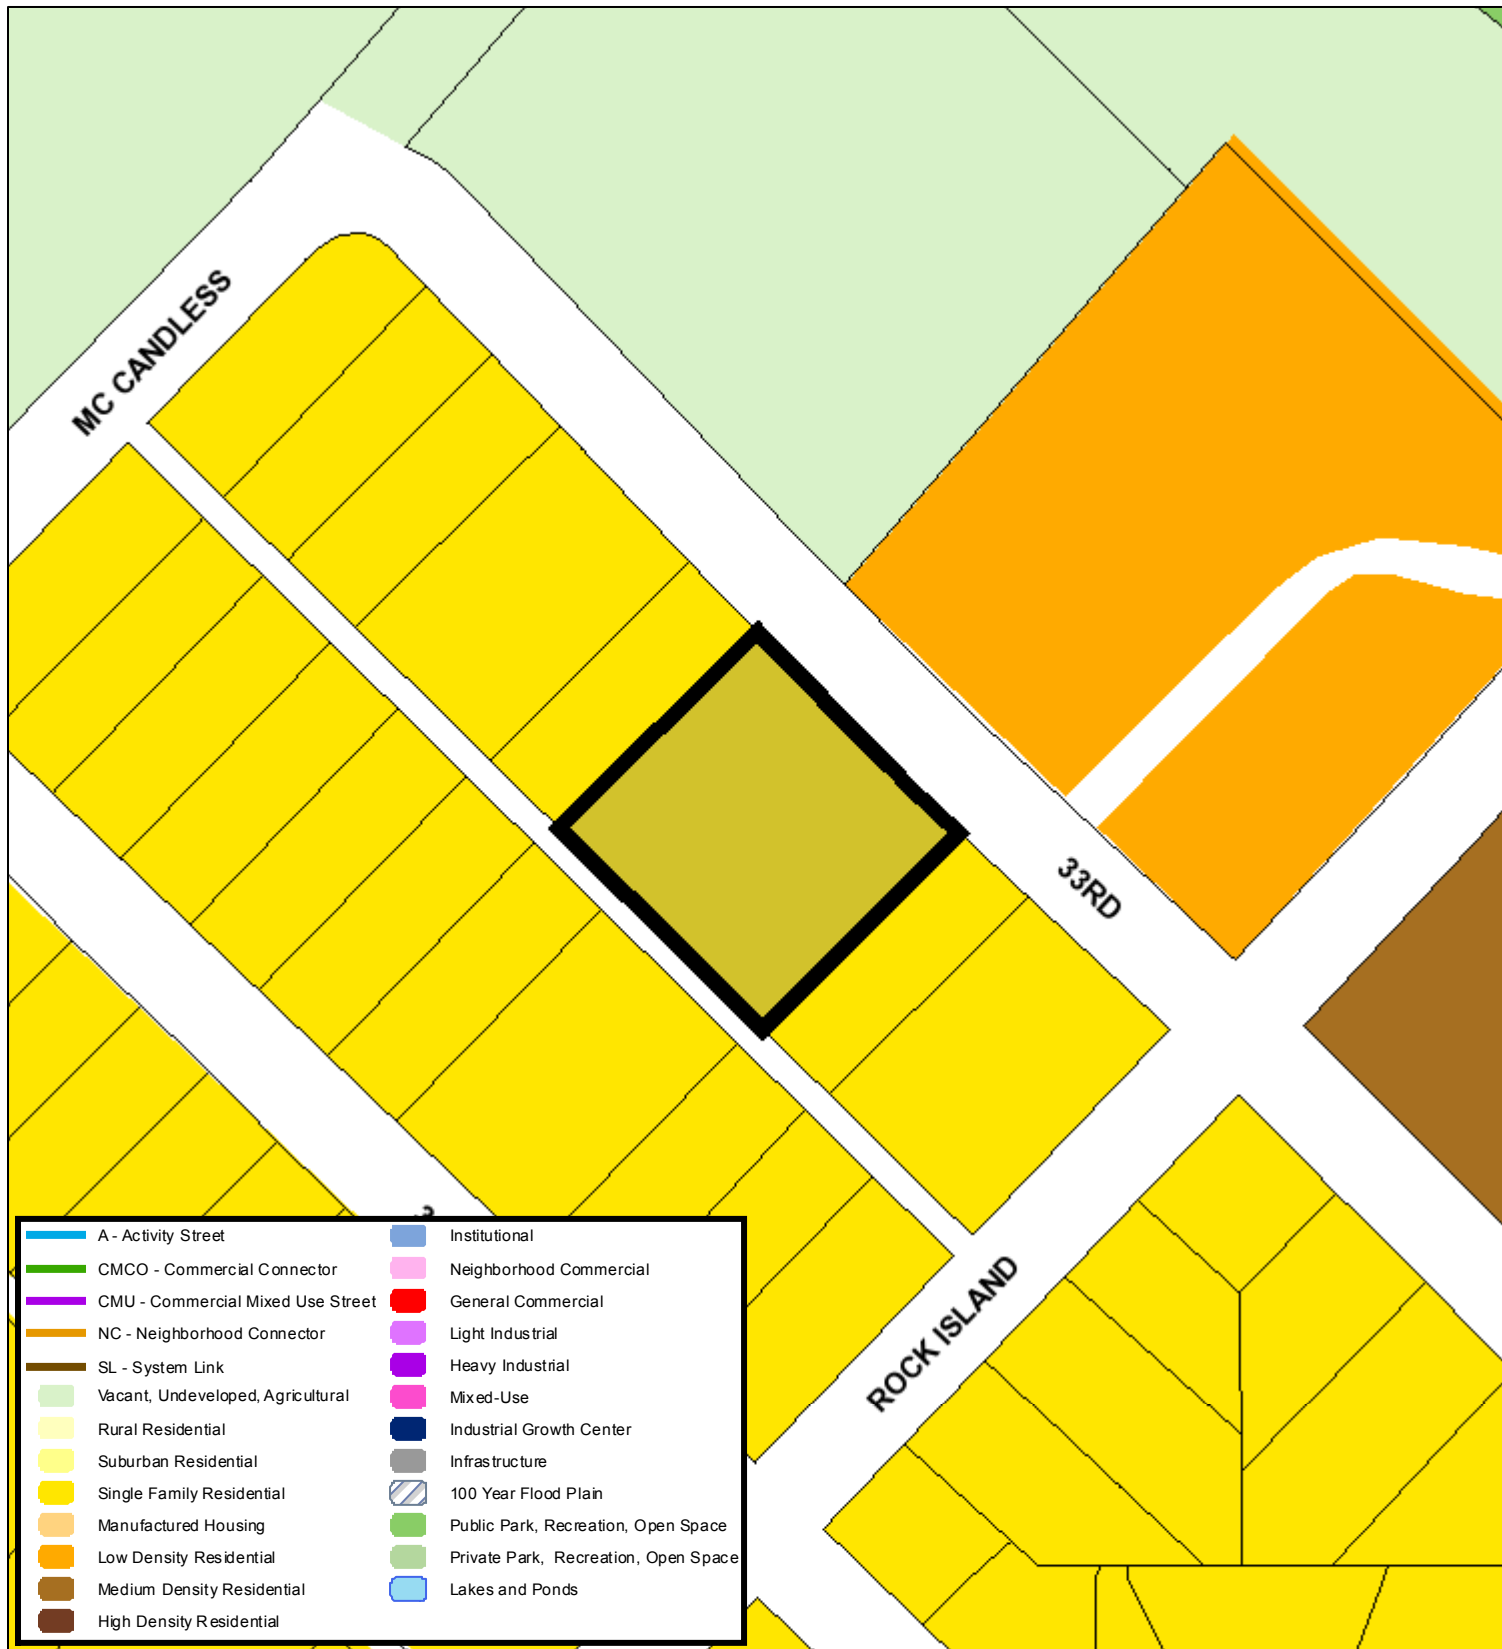 MC CANDLESS
33RD
ROCK ISLAND
A - Activity Street
CMCO - Commercial Connector
CMU - Commercial Mixed Use Street
NC - Neighborhood Connector
SL - System Link
Vacant, Undeveloped, Agricultural
Rural Residential
Suburban Residential
Single Family Residential
Manufactured Housing
Low Density Residential
Medium Density Residential
High Density Residential
Institutional
Neighborhood Commercial
General Commercial
Light Industrial
Heavy Industrial
Mixed-Use
Industrial Growth Center
Infrastructure
100 Year Flood Plain
Public Park, Recreation, Open Space
Private Park, Recreation, Open Space
Lakes and Ponds